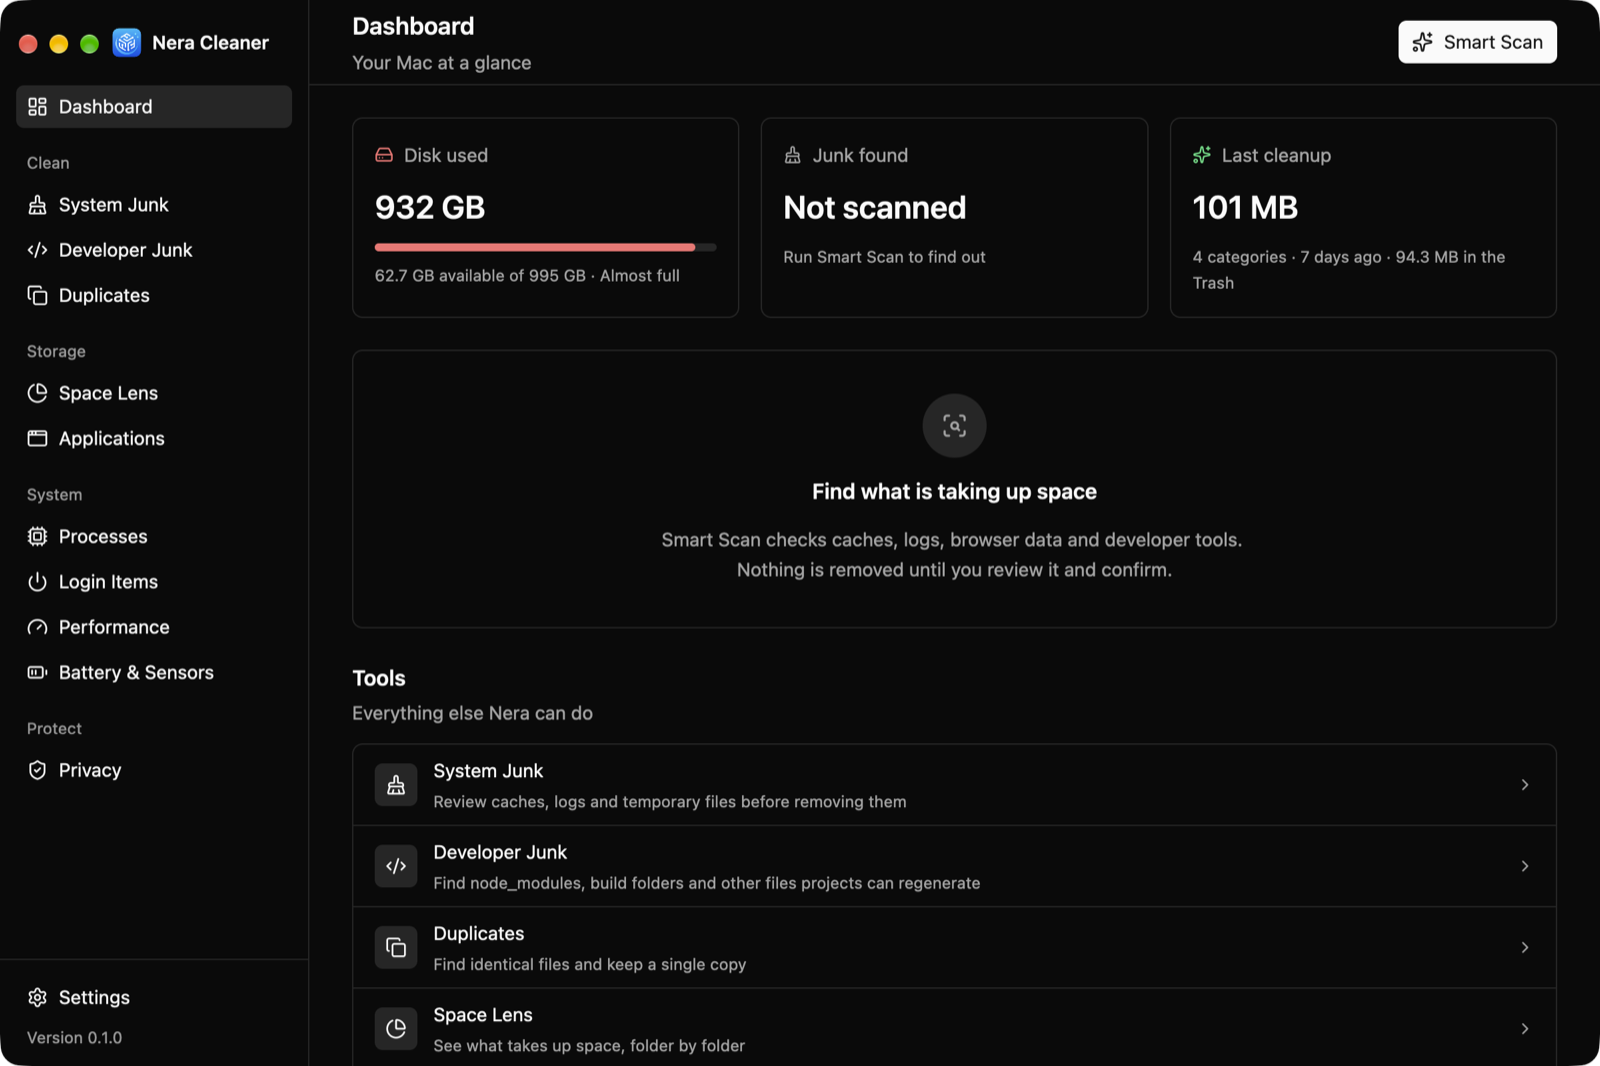 Nera Cleaner
Dashboard
Clean
System Junk
Developer Junk
Duplicates
Storage
Space Lens
Applications
System
Processes
Login Items
Performance
Battery & Sensors
Protect
Privacy
Settings
Version 0.1.0
Dashboard
Your Mac at a glance
Smart Scan
Disk used
932 GB
62.7 GB available of 995 GB · Almost full
Junk found
Not scanned
Run Smart Scan to find out
Last cleanup
101 MB
4 categories · 7 days ago · 94.3 MB in the
Trash
Find what is taking up space
Smart Scan checks caches, logs, browser data and developer tools.
Nothing is removed until you review it and confirm.
Tools
Everything else Nera can do
System Junk
Review caches, logs and temporary files before removing them
Developer Junk
Find node_modules, build folders and other files projects can regenerate
Duplicates
Find identical files and keep a single copy
Space Lens
See what takes up space, folder by folder